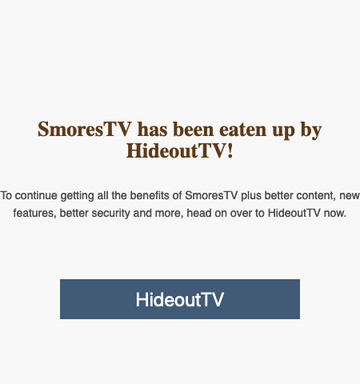 SmoresTV has been eaten up by
HideoutTV!
To continue getting all the benefits of SmoresTV plus better content, new
features, better security and more, head on over to HideoutTV now.
HideoutTV